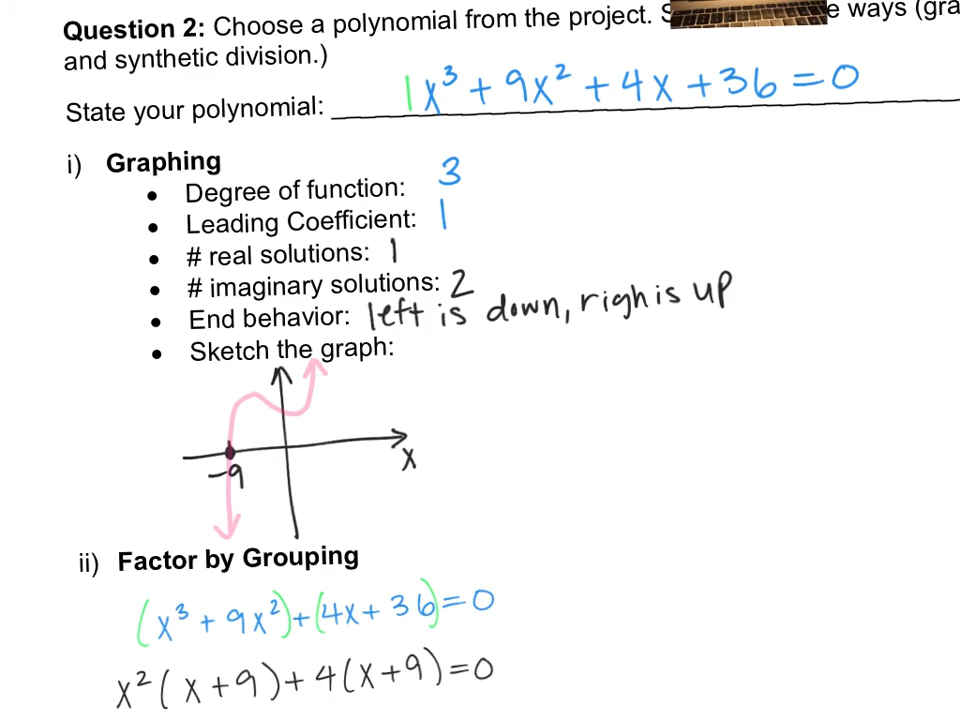 Question 2: Choose a polynomial from the project. e ways (gra
and synthetic division.)
State your polynomial: 1x³ + 9x² + 4x + 36 = 0
i) Graphing
• Degree of function: 3
• Leading Coefficient: 1
• # real solutions: 1
• # imaginary solutions: 2
• End behavior: left is down, righ is up
• Sketch the graph:
x
-9
ii) Factor by Grouping
(x³ + 9x²) + (4x + 36) = 0
x² (x + 9) + 4 (x + 9) = 0